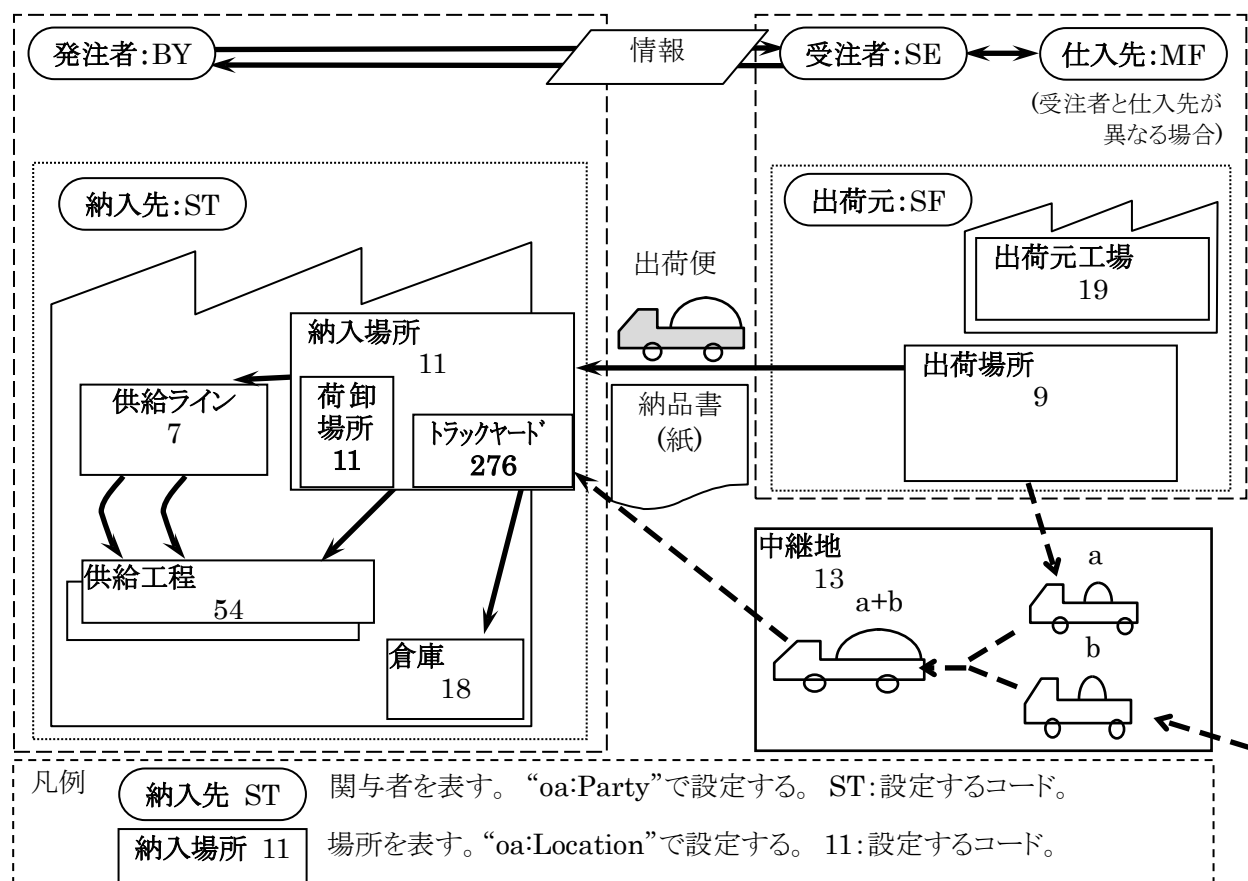 発注者:BY
情報
受注者:SE
仕入先:MF
(受注者と仕入先が
異なる場合)
納入先:ST
出荷元:SF
出荷元工場
19
出荷便
納入場所
11
出荷場所
9
供給ライン
7
荷卸
場所
11
トラックヤード
276
納品書
(紙)
中継地
13
a
a+b
b
供給工程
54
倉庫
18
凡例
納入先 ST
関与者を表す。 “oa:Party”で設定する。 ST:設定するコード。
納入場所 11
場所を表す。“oa:Location”で設定する。 11:設定するコード。